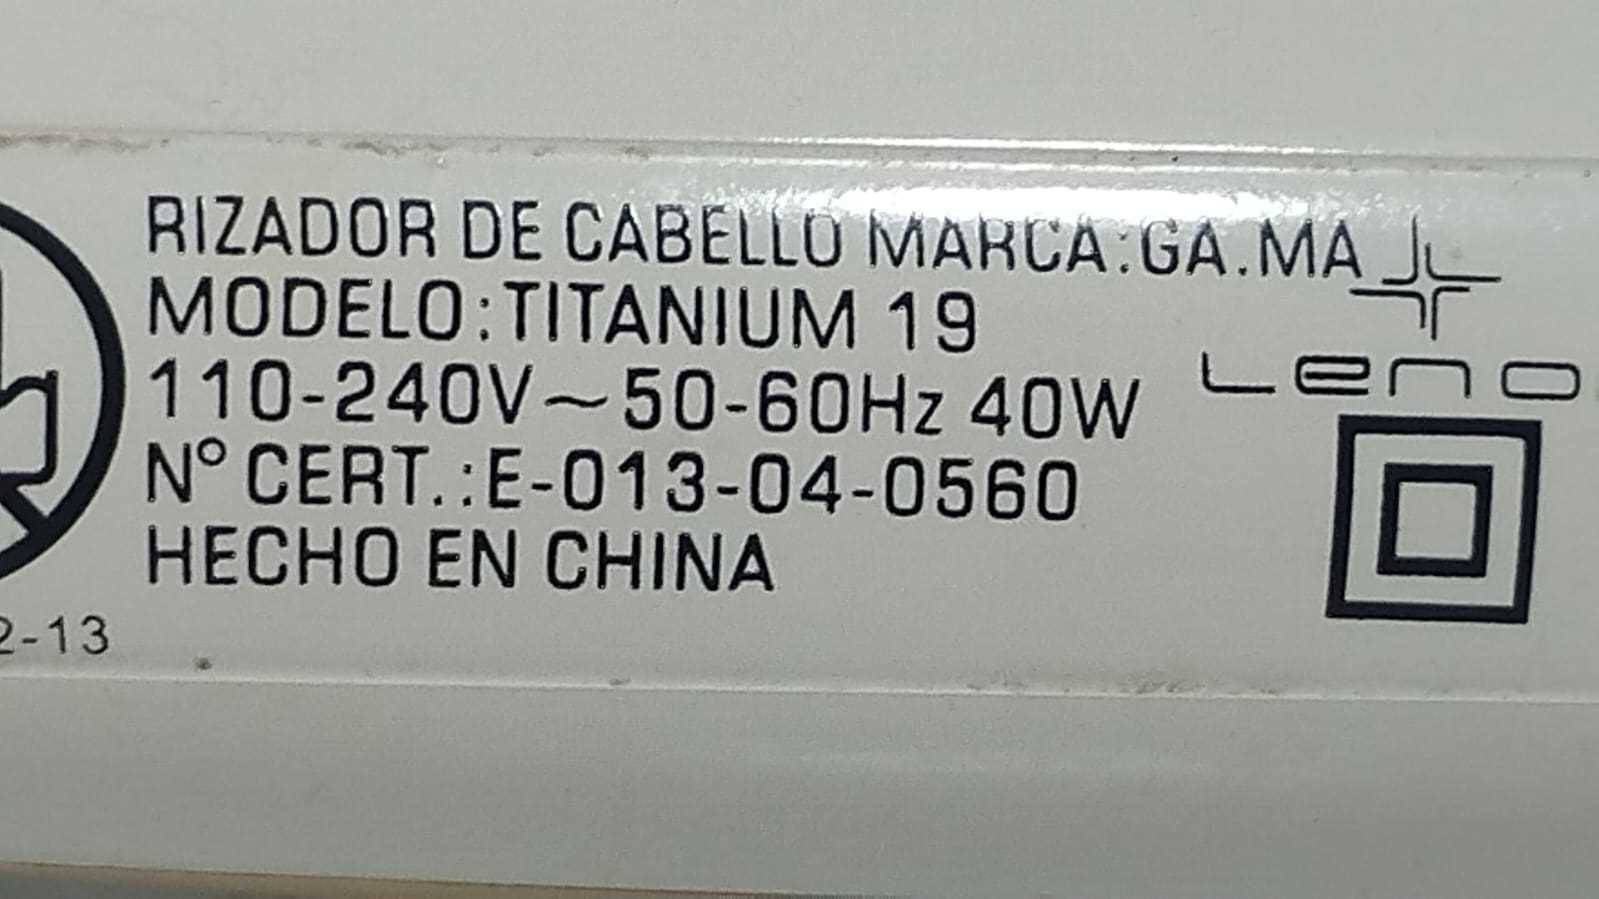 RIZADOR DE CABELLO MARCA:GA.MA
MODELO:TITANIUM 19
110-240V~50-60Hz 40W
N° CERT.:E-013-04-0560
HECHO EN CHINA
2-13